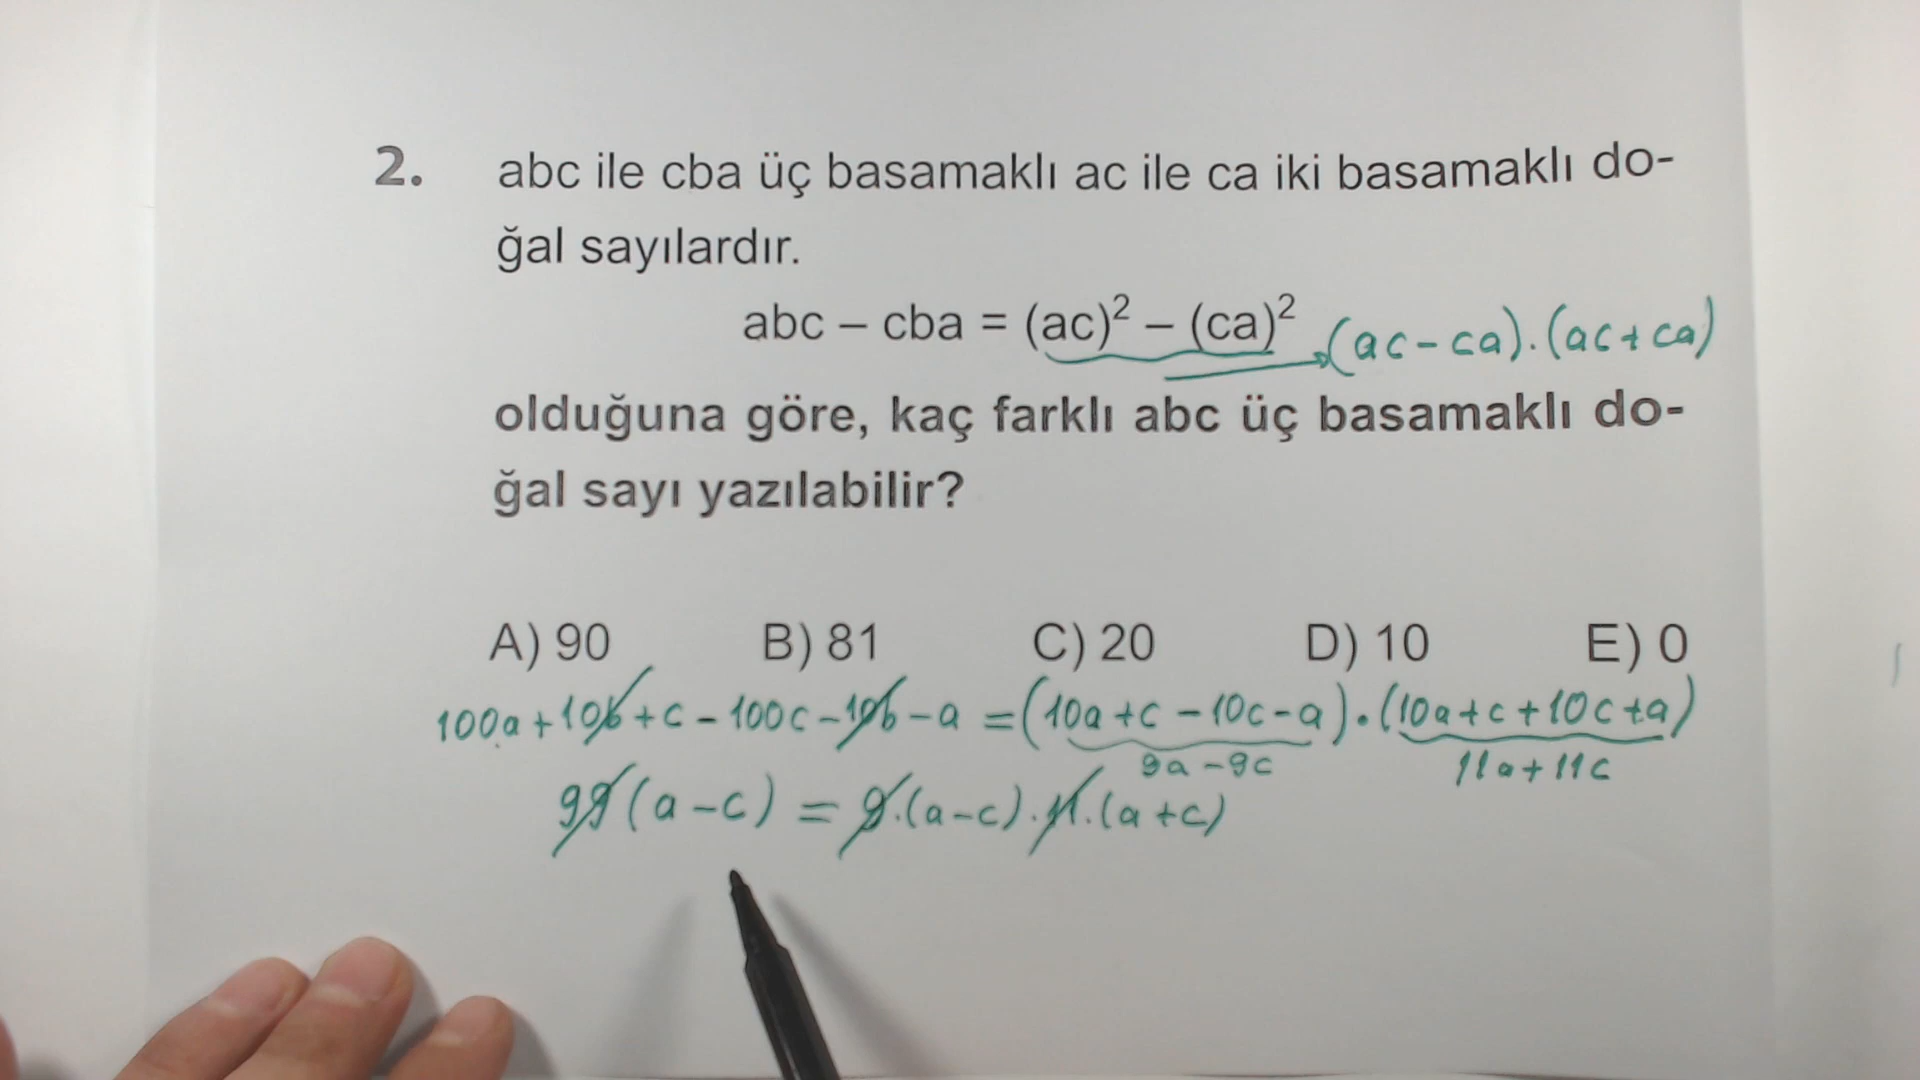 2. abc ile cba üç basamaklı ac ile ca iki basamaklı do-
ğal sayılardır.
abc – cba = (ac)² – (ca)² (ac-ca).(ac+ca)
olduğuna göre, kaç farklı abc üç basamaklı do-
ğal sayı yazılabilir?
A) 90 B) 81 C) 20 D) 10 E) 0
100a+10b+c-100c-10b-a=(10a+c-10c-a).(10a+c+10c+a)
9a-9c 11a+11c
99(a-c)=9.(a-c).11.(a+c)